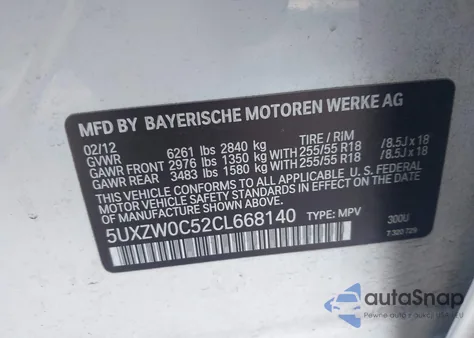 MFD BY BAYERISCHE MOTOREN WERKE AG
02/12
GVWR 6261 lbs 2840 kg TIRE / RIM
GAWR FRONT 2976 lbs 1350 kg WITH 255/55 R18 /8.5J x 18
GAWR REAR 3483 lbs 1580 kg WITH 255/55 R18 /8.5J x 18
THIS VEHICLE CONFORMS TO ALL APPLICABLE U.S. FEDERAL
MOTOR VEHICLE SAFETY STANDARDS IN EFFECT ON THE
DATE OF MANUFACTURE SHOWN ABOVE.
5UXZW0C52CL668140 TYPE: MPV 300U
7 320 729
autoSnap